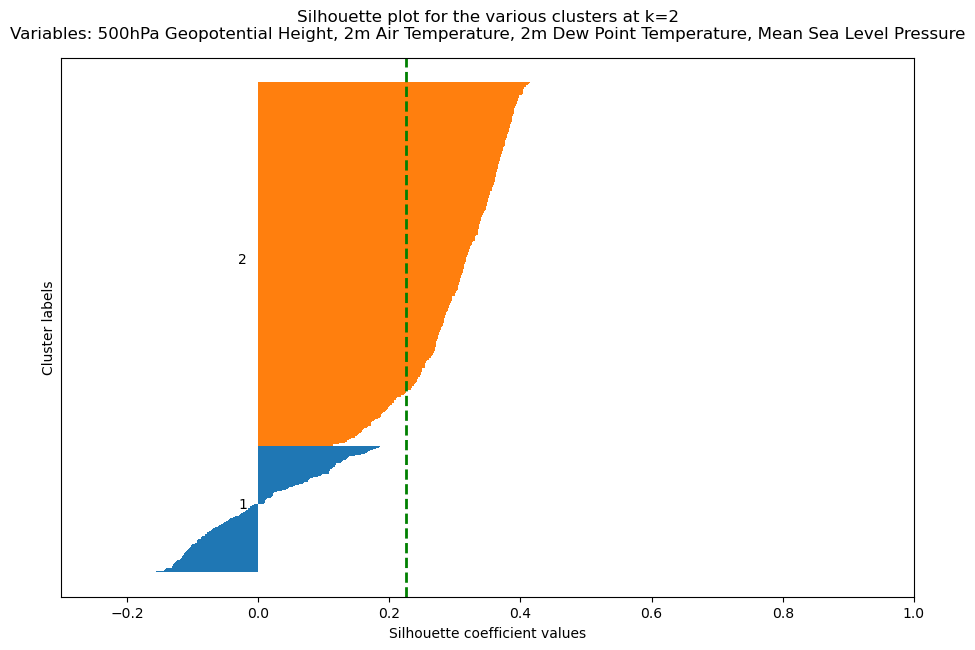 Silhouette plot for the various clusters at k=2
Variables: 500hPa Geopotential Height, 2m Air Temperature, 2m Dew Point Temperature, Mean Sea Level Pressure
Cluster labels
2
1
−0.2 0.0 0.2 0.4 0.6 0.8 1.0
Silhouette coefficient values